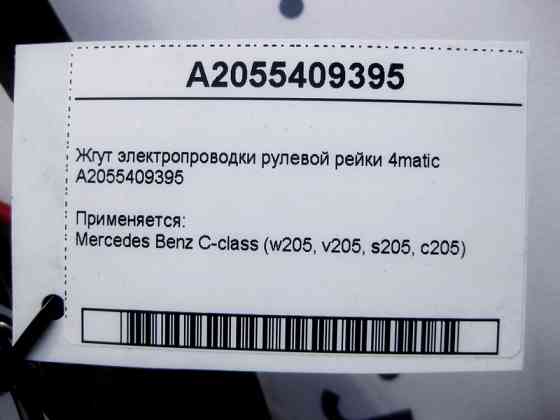 A2055409395
Жгут электропроводки рулевой рейки 4matic
A2055409395
Применяется:
Mercedes Benz C-class (w205, v205, s205, c205)